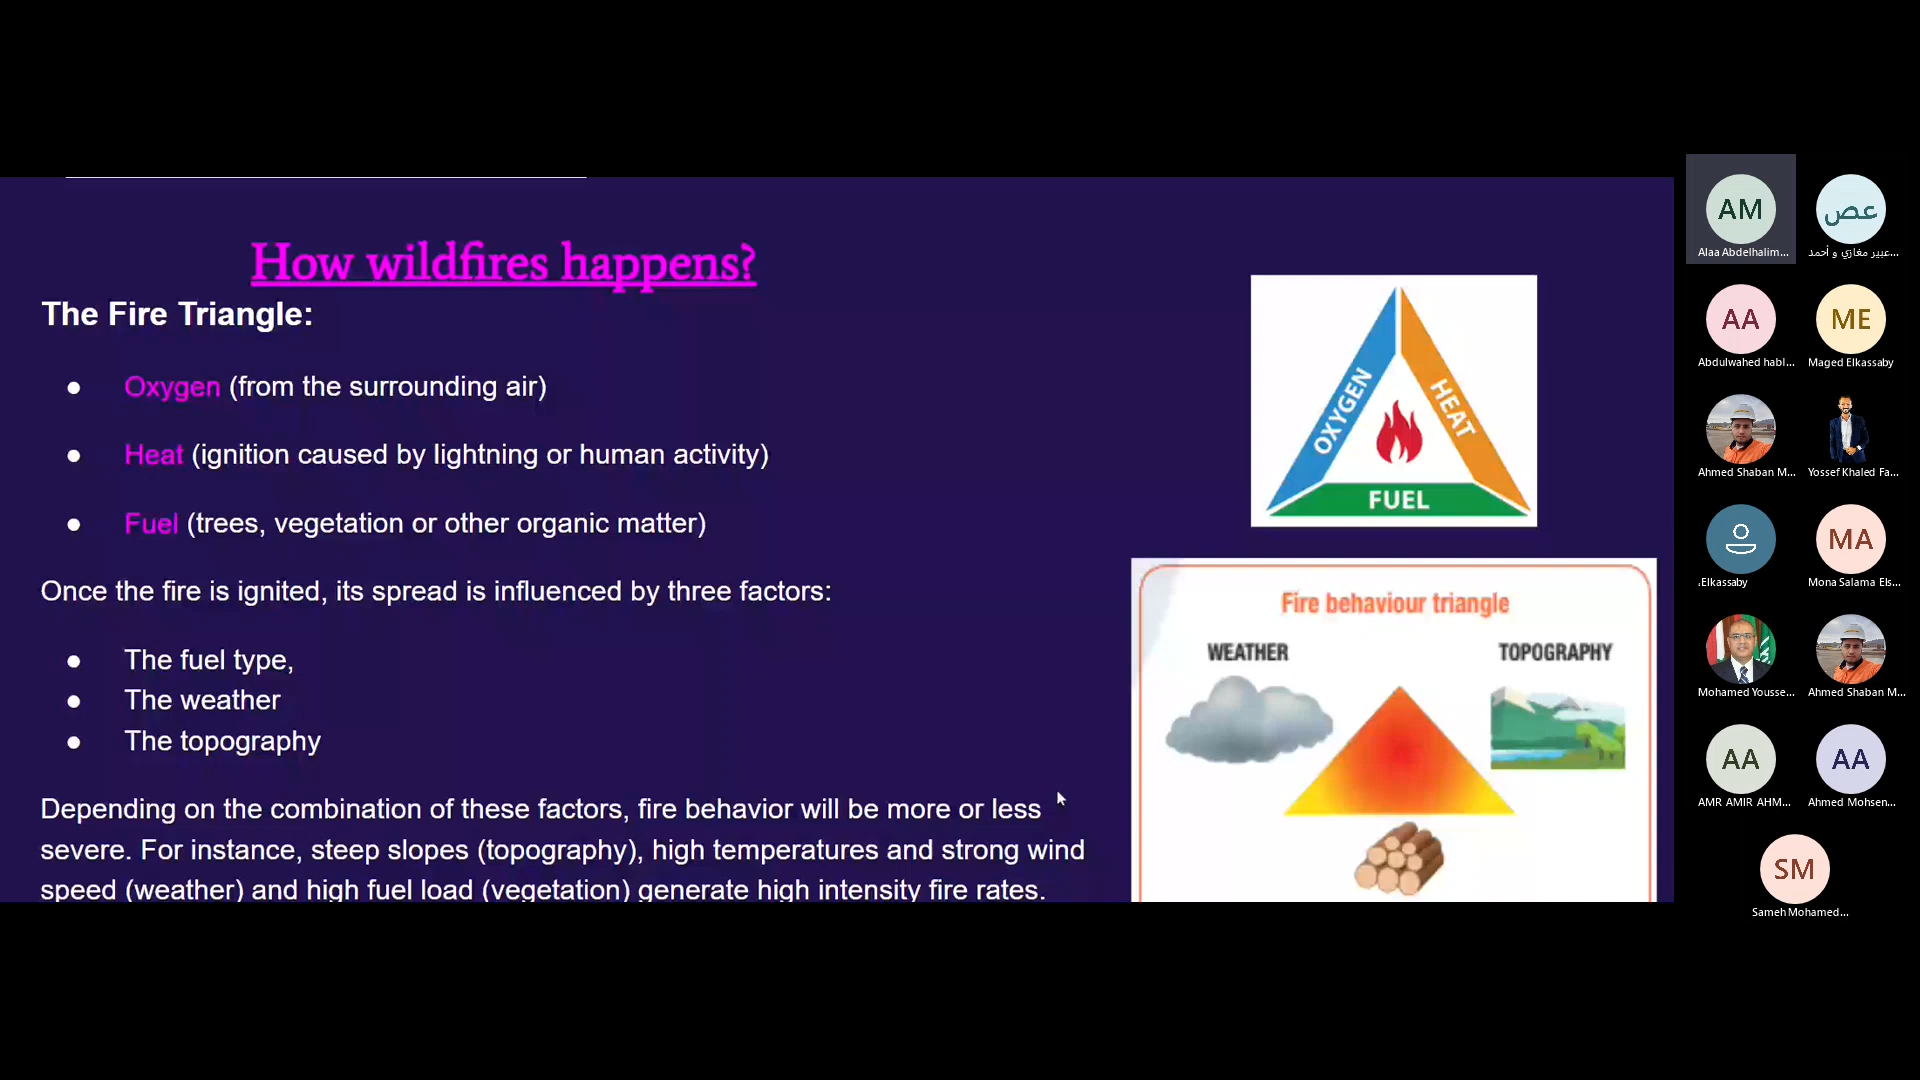 How wildfires happens?
The Fire Triangle:
● Oxygen (from the surrounding air)
● Heat (ignition caused by lightning or human activity)
● Fuel (trees, vegetation or other organic matter)
Once the fire is ignited, its spread is influenced by three factors:
● The fuel type,
● The weather
● The topography
Depending on the combination of these factors, fire behavior will be more or less
severe. For instance, steep slopes (topography), high temperatures and strong wind
speed (weather) and high fuel load (vegetation) generate high intensity fire rates.
OXYGEN
HEAT
FUEL
Fire behaviour triangle
WEATHER
TOPOGRAPHY
AM
Alaa Abdelhalim...
عص
عبير مغازي و أحمد...
AA
Abdulwahed habl...
ME
Maged Elkassaby
Ahmed Shaban M...
Yossef Khaled Fa...
.Elkassaby
MA
Mona Salama Els...
Mohamed Yousse...
Ahmed Shaban M...
AA
AMR AMIR AHM...
AA
Ahmed Mohsen...
SM
Sameh Mohamed...